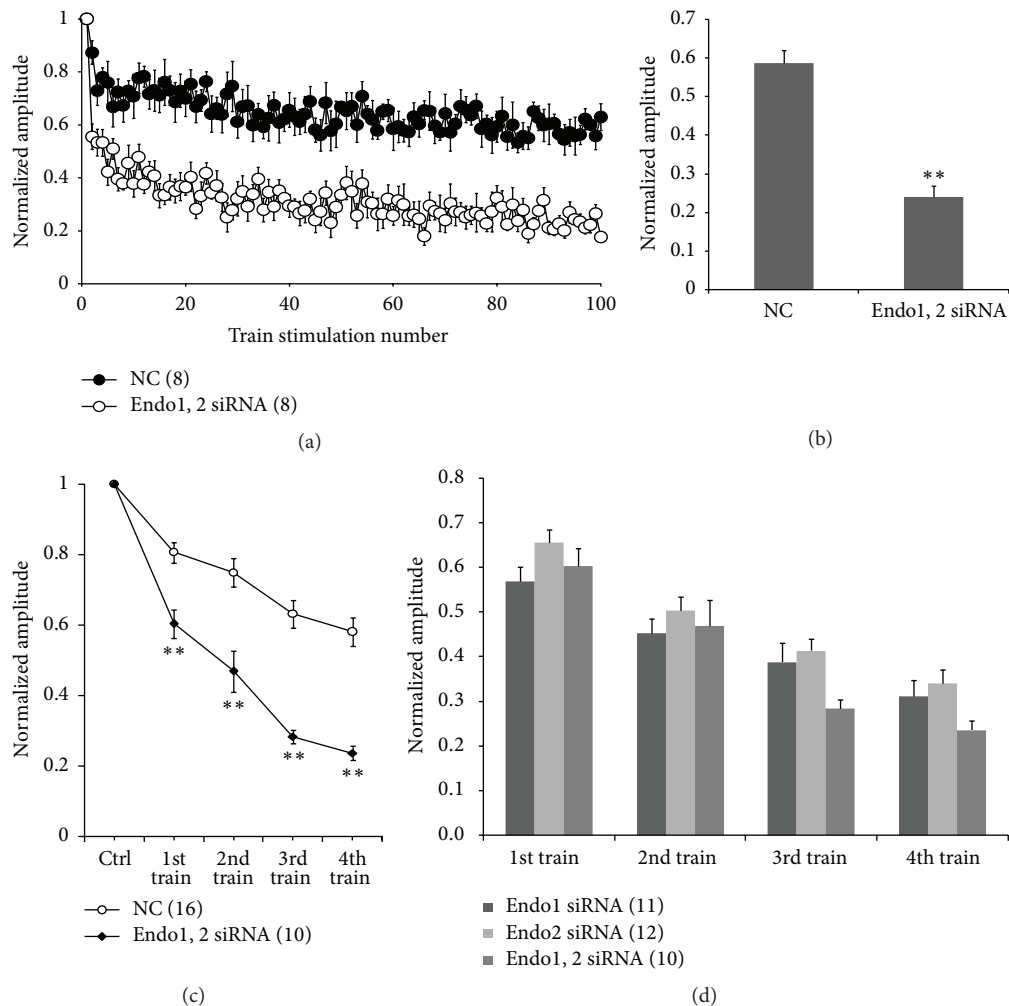 1
0.8
0.6
0.4
0.2
0
Normalized amplitude
0 20 40 60 80 100
Train stimulation number
NC (8)
Endo1, 2 siRNA (8)
(a)
0.7
0.6
0.5
0.4
0.3
0.2
0.1
0
Normalized amplitude
**
NC Endo1, 2 siRNA
(b)
1
0.8
0.6
0.4
0.2
0
Normalized amplitude
**
**
**
**
Ctrl 1st train 2nd train 3rd train 4th train
NC (16)
Endo1, 2 siRNA (10)
(c)
0.8
0.7
0.6
0.5
0.4
0.3
0.2
0.1
0.0
Normalized amplitude
1st train 2nd train 3rd train 4th train
Endo1 siRNA (11)
Endo2 siRNA (12)
Endo1, 2 siRNA (10)
(d)